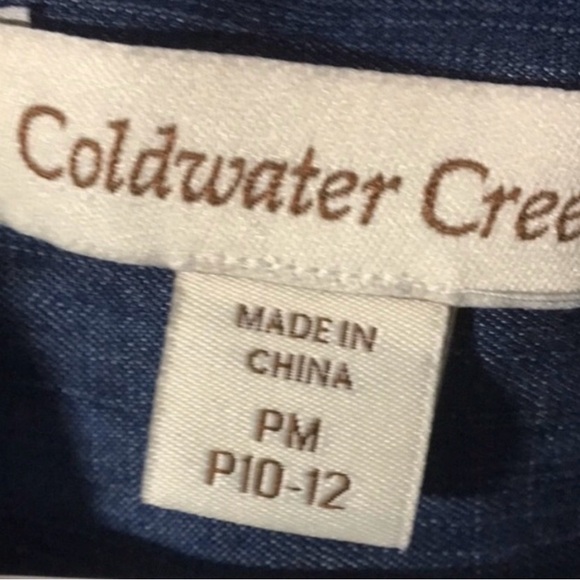 Coldwater Cree
MADE IN
CHINA
PM
P10-12